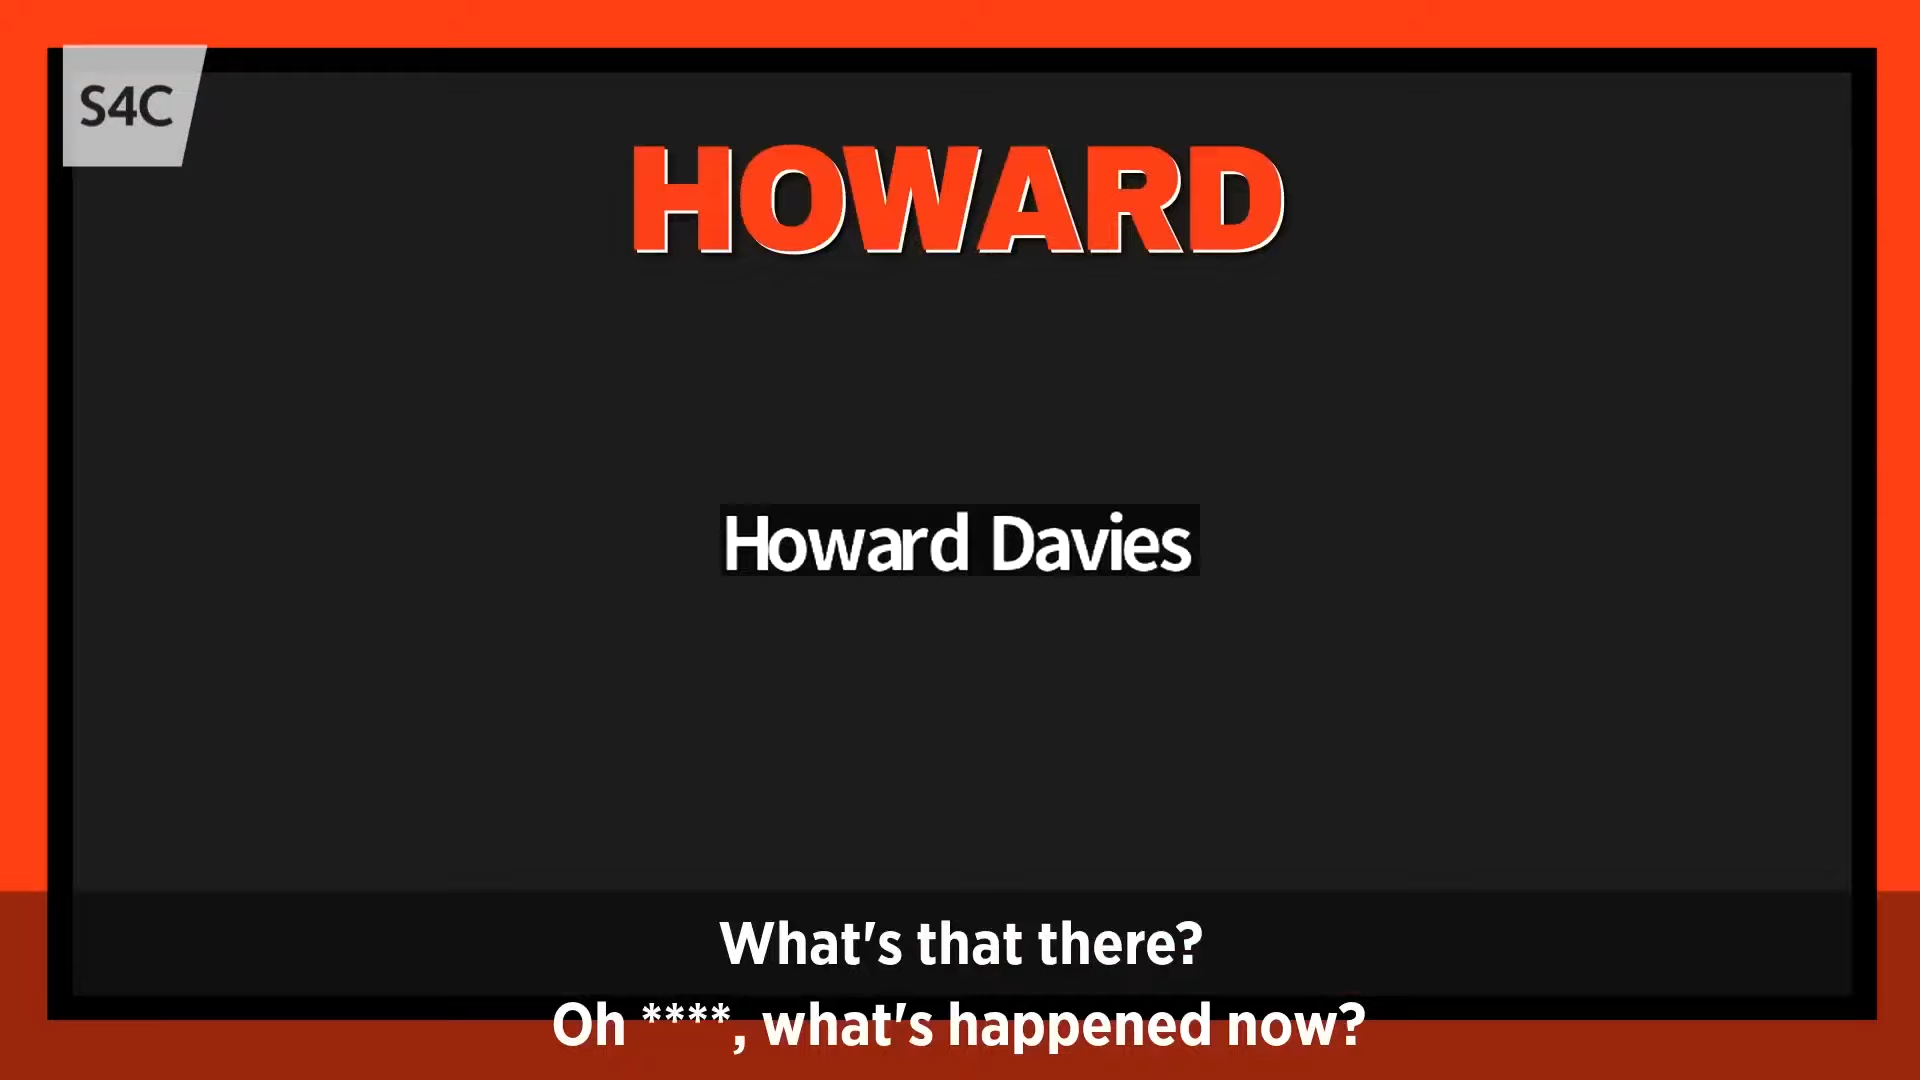 S4C
HOWARD
Howard Davies
What's that there?
Oh ****, what's happened now?